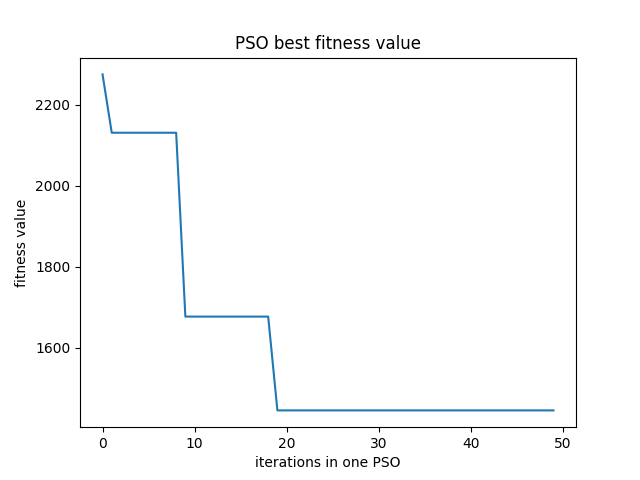 PSO best fitness value
fitness value
2200
2000
1800
1600
0 10 20 30 40 50
iterations in one PSO